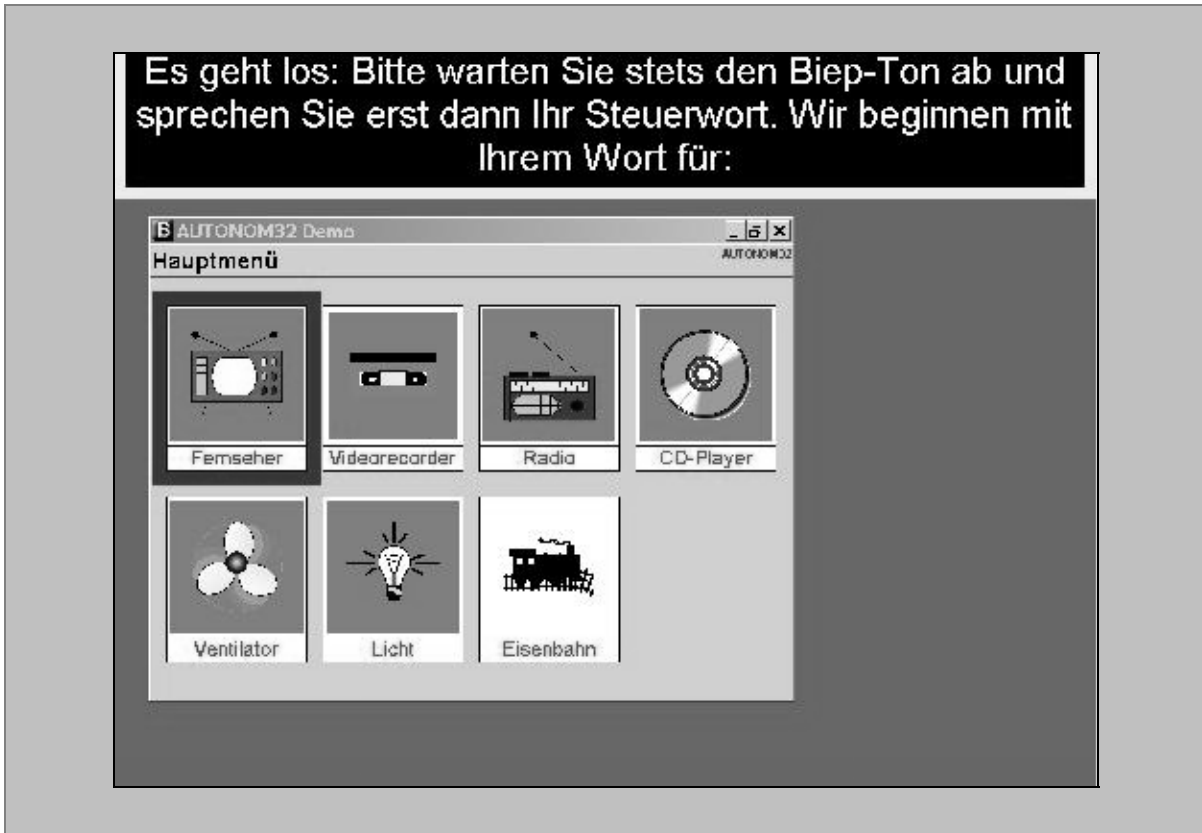 Es geht los: Bitte warten Sie stets den Biep-Ton ab und
sprechen Sie erst dann Ihr Steuerwort. Wir beginnen mit
Ihrem Wort für:
AUTONOM32 Demo
Hauptmenü
AUTONOM32
Fernseher
Videorecorder
Radio
CD-Player
Ventilator
Licht
Eisenbahn